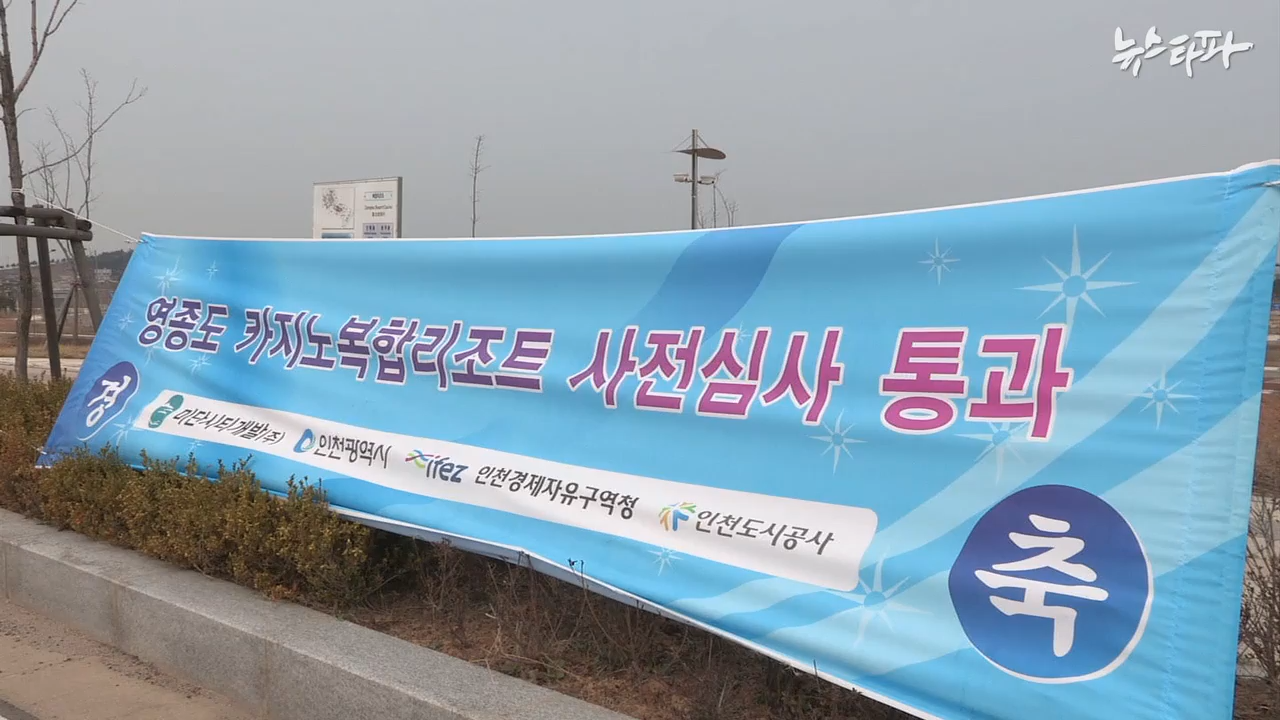 뉴스타파
영종도 카지노복합리조트 사전심사 통과
경
미단시티개발(주) 인천광역시 ifez 인천경제자유구역청 인천도시공사
축